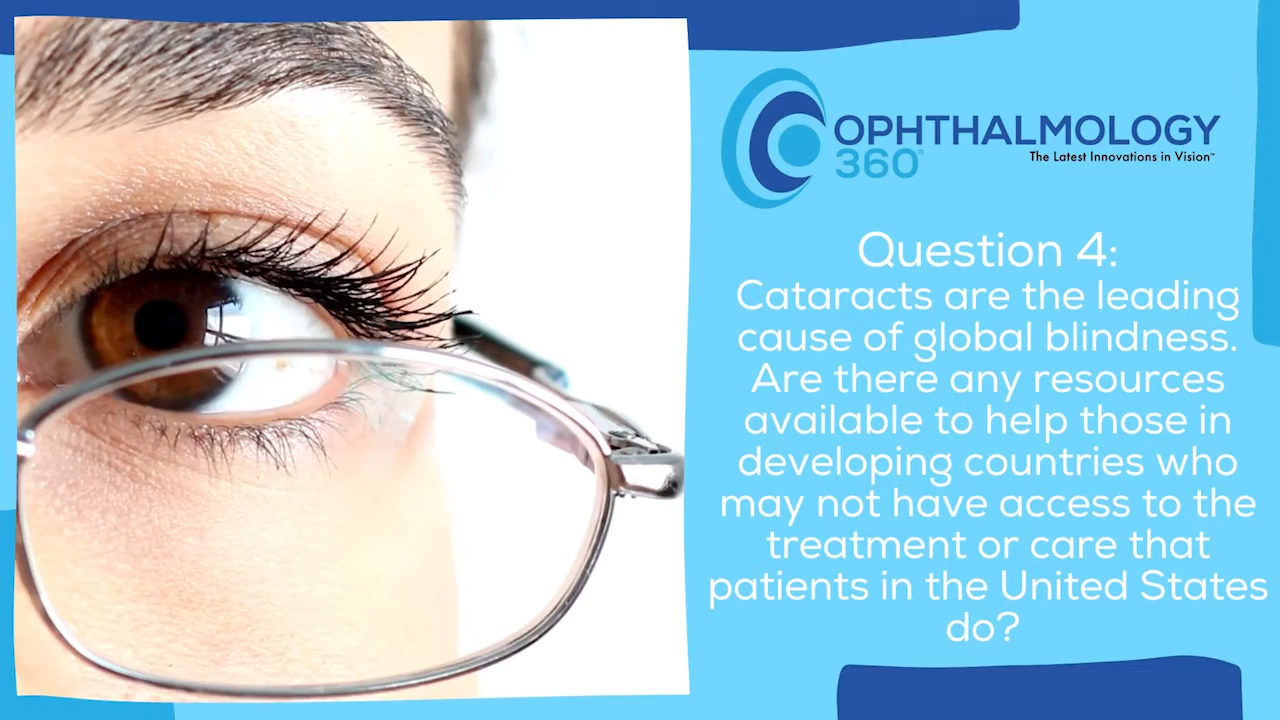 OPHTHALMOLOGY
360®
The Latest Innovations in Vision™
Question 4:
Cataracts are the leading
cause of global blindness.
Are there any resources
available to help those in
developing countries who
may not have access to the
treatment or care that
patients in the United States
do?